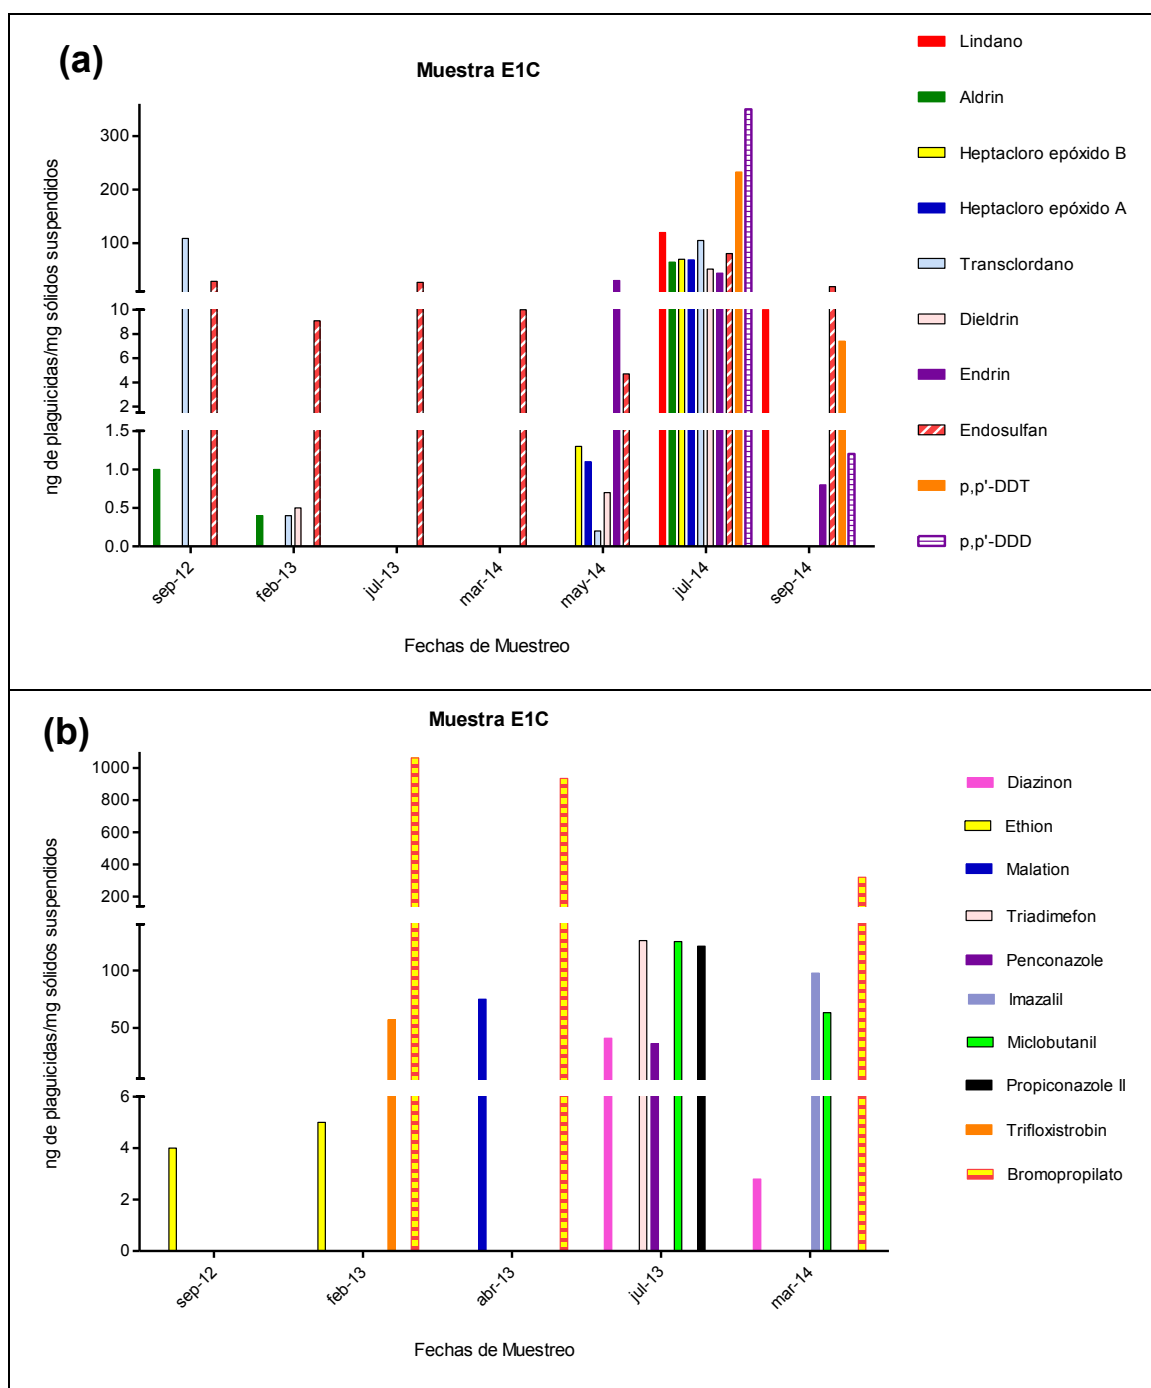 (a)
Muestra E1C
ng de plaguicidas/mg sólidos suspendidos
300
200
100
10
8
6
4
2
1.5
1.0
0.5
0.0
sep-12
feb-13
jul-13
mar-14
may-14
jul-14
sep-14
Fechas de Muestreo
Lindano
Aldrin
Heptacloro epóxido B
Heptacloro epóxido A
Transclordano
Dieldrin
Endrin
Endosulfan
p,p'-DDT
p,p'-DDD
(b)
Muestra E1C
ng de plaguicidas/mg sólidos suspendidos
1000
800
600
400
200
100
50
6
4
2
0
sep-12
feb-13
abr-13
jul-13
mar-14
Fechas de Muestreo
Diazinon
Ethion
Malation
Triadimefon
Penconazole
Imazalil
Miclobutanil
Propiconazole II
Trifloxistrobin
Bromopropilato